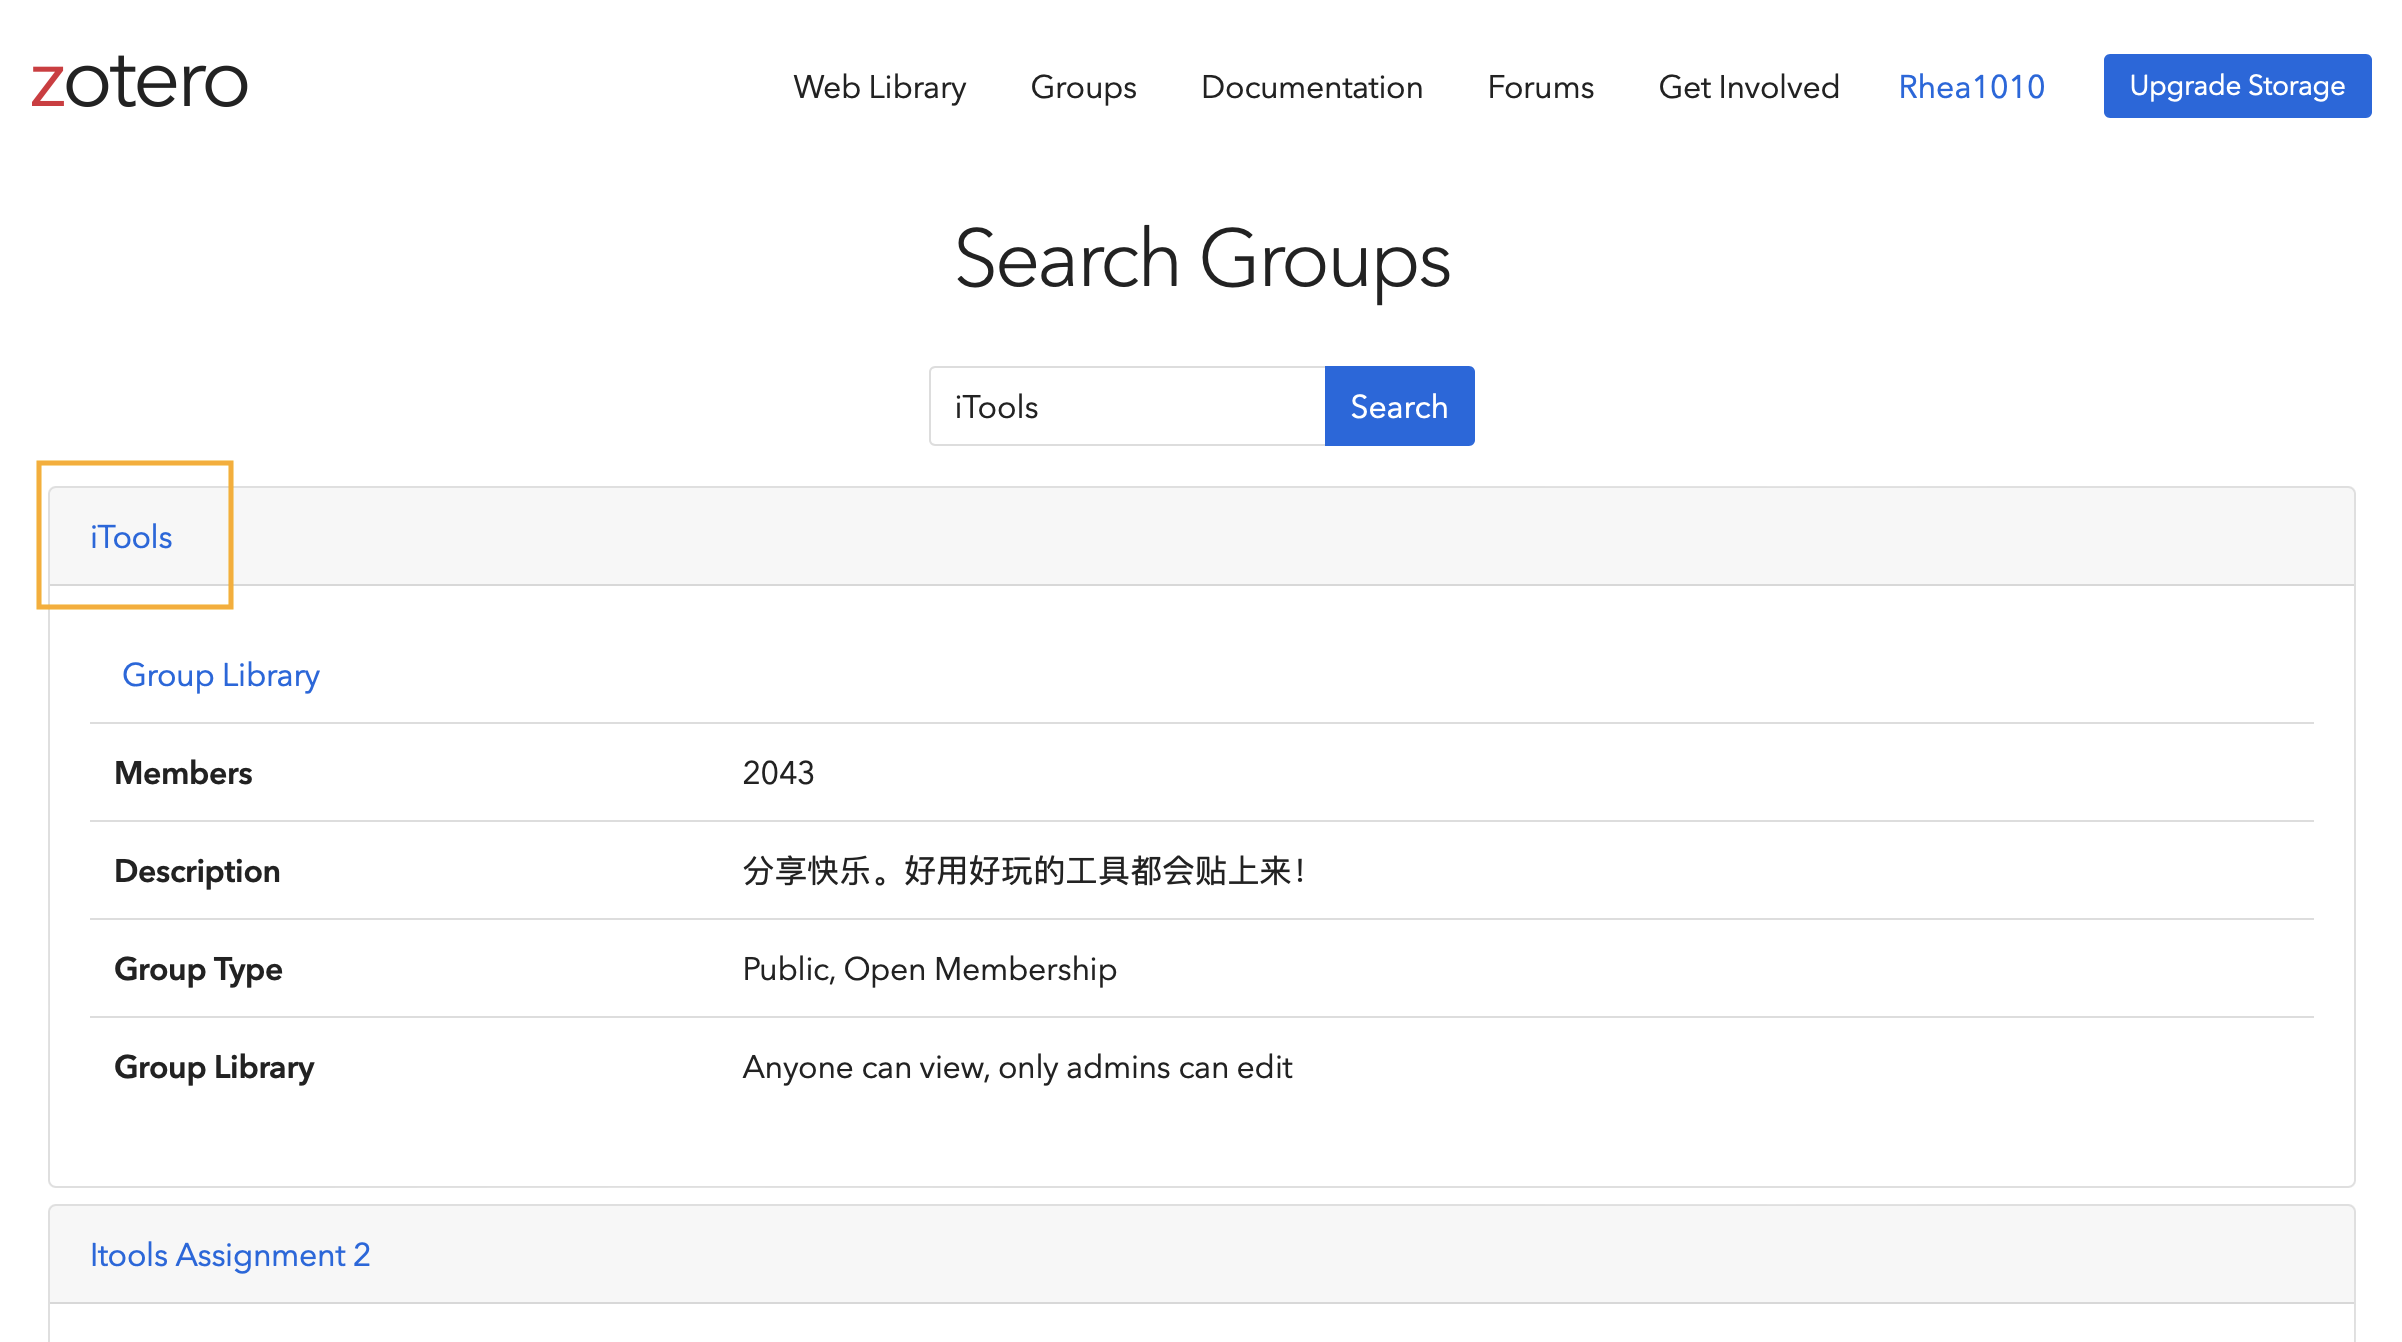 zotero
Web Library Groups Documentation Forums Get Involved Rhea1010 Upgrade Storage
Search Groups
iTools Search
iTools
Group Library
Members 2043
Description 分享快乐。好用好玩的工具都会贴上来！
Group Type Public, Open Membership
Group Library Anyone can view, only admins can edit
Itools Assignment 2